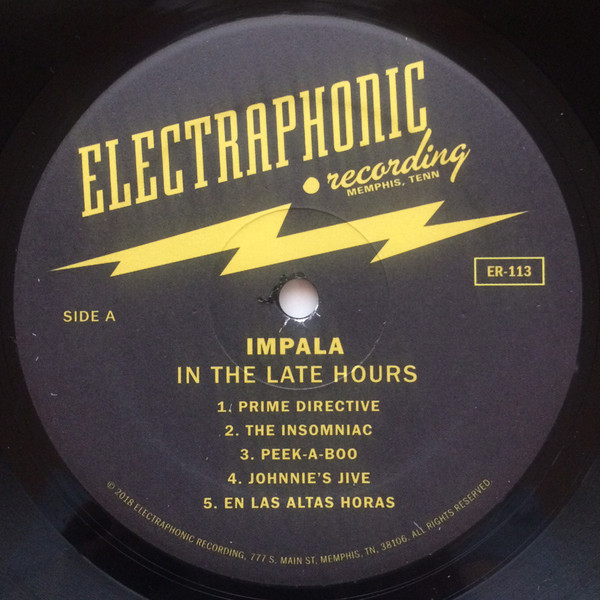 ELECTRAPHONIC
recording
MEMPHIS, TENN
ER-113
SIDE A
IMPALA
IN THE LATE HOURS
1. PRIME DIRECTIVE
2. THE INSOMNIAC
3. PEEK-A-BOO
4. JOHNNIE'S JIVE
5. EN LAS ALTAS HORAS
© 2018 ELECTRAPHONIC RECORDING, 777 S. MAIN ST. MEMPHIS, TN, 38106. ALL RIGHTS RESERVED.